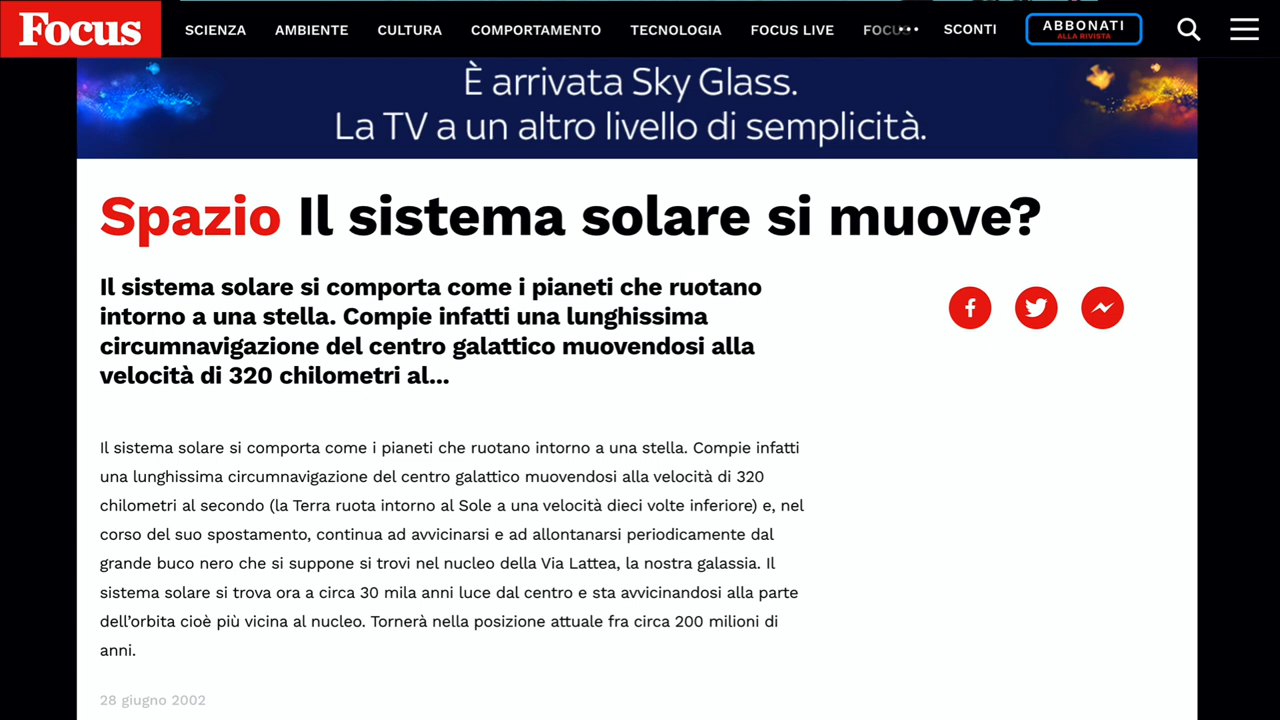 Focus SCIENZA AMBIENTE CULTURA COMPORTAMENTO TECNOLOGIA FOCUS LIVE FOCUS••• SCONTI ABBONATI
ALLA RIVISTA
È arrivata Sky Glass.
La TV a un altro livello di semplicità.
Spazio Il sistema solare si muove?
Il sistema solare si comporta come i pianeti che ruotano
intorno a una stella. Compie infatti una lunghissima
circumnavigazione del centro galattico muovendosi alla
velocità di 320 chilometri al...
Il sistema solare si comporta come i pianeti che ruotano intorno a una stella. Compie infatti
una lunghissima circumnavigazione del centro galattico muovendosi alla velocità di 320
chilometri al secondo (la Terra ruota intorno al Sole a una velocità dieci volte inferiore) e, nel
corso del suo spostamento, continua ad avvicinarsi e ad allontanarsi periodicamente dal
grande buco nero che si suppone si trovi nel nucleo della Via Lattea, la nostra galassia. Il
sistema solare si trova ora a circa 30 mila anni luce dal centro e sta avvicinandosi alla parte
dell’orbita cioè più vicina al nucleo. Tornerà nella posizione attuale fra circa 200 milioni di
anni.
28 giugno 2002